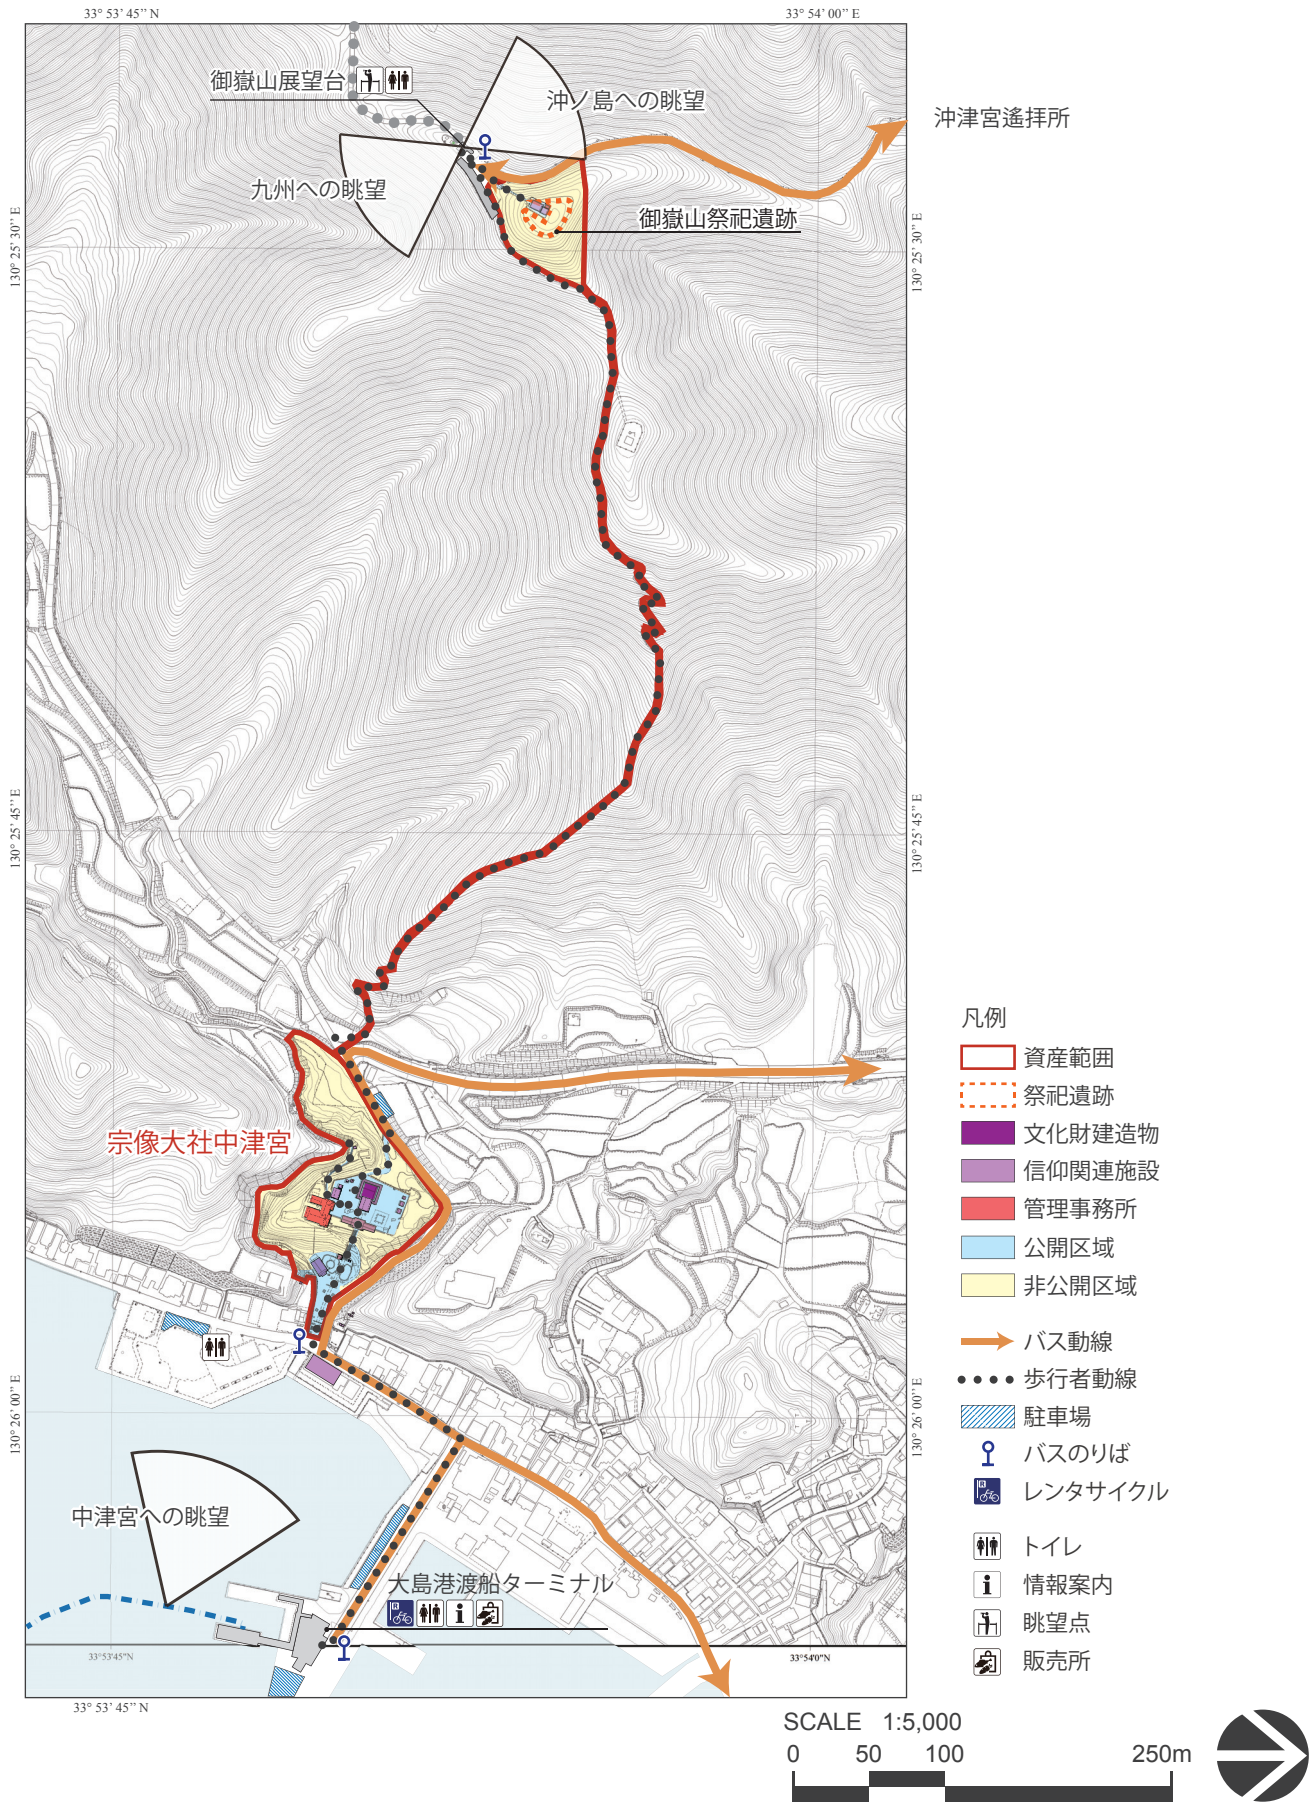 33° 53’ 45’’ N
33° 54’ 00’’ E
御嶽山展望台
沖ノ島への眺望
沖津宮遙拝所
九州への眺望
御嶽山祭祀遺跡
130° 25’ 30’’ E
130° 25’ 30’’ E
130° 25’ 45’’ E
130° 25’ 45’’ E
宗像大社中津宮
130° 26’ 00’’ E
130° 26’ 00’’ E
中津宮への眺望
大島港渡船ターミナル
R
i
33°53'45"N
33°54'0"N
33° 53’ 45’’ N
凡例
資産範囲
祭祀遺跡
文化財建造物
信仰関連施設
管理事務所
公開区域
非公開区域
バス動線
歩行者動線
駐車場
バスのりば
R
レンタサイクル
トイレ
i
情報案内
眺望点
販売所
SCALE 1:5,000
0 50 100 250m